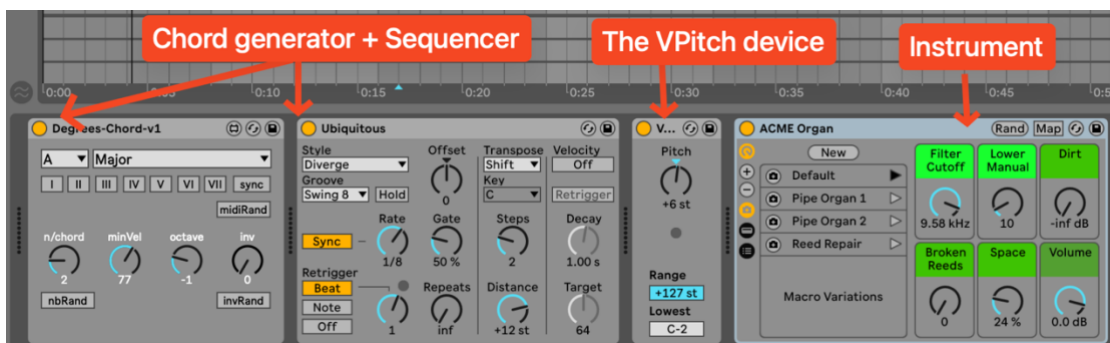 Chord generator + Sequencer
The VPitch device
Instrument
0:00 0:05 0:10 0:15 0:20 0:25 0:30 0:35 0:40 0:45
Degrees-Chord-v1
A Major
I II III IV V VI VII sync
midiRand
n/chord minVel octave inv
2 77 -1 0
nbRand invRand
Ubiquitous
Style Offset Transpose Velocity
Diverge Shift Off
Groove Key
Swing 8 Hold 0 C Retrigger
Rate Gate Steps Decay
Sync
1/8 50 % 2 1.00 s
Retrigger
Beat Repeats Distance Target
Note
Off 1 inf +12 st 64
V...
Pitch
+6 st
Range
+127 st
Lowest
C-2
ACME Organ Rand Map
New
Default
Pipe Organ 1
Pipe Organ 2
Reed Repair
Macro Variations
Filter Cutoff Lower Manual Dirt
9.58 kHz 10 -inf dB
Broken Reeds Space Volume
0 24 % 0.0 dB